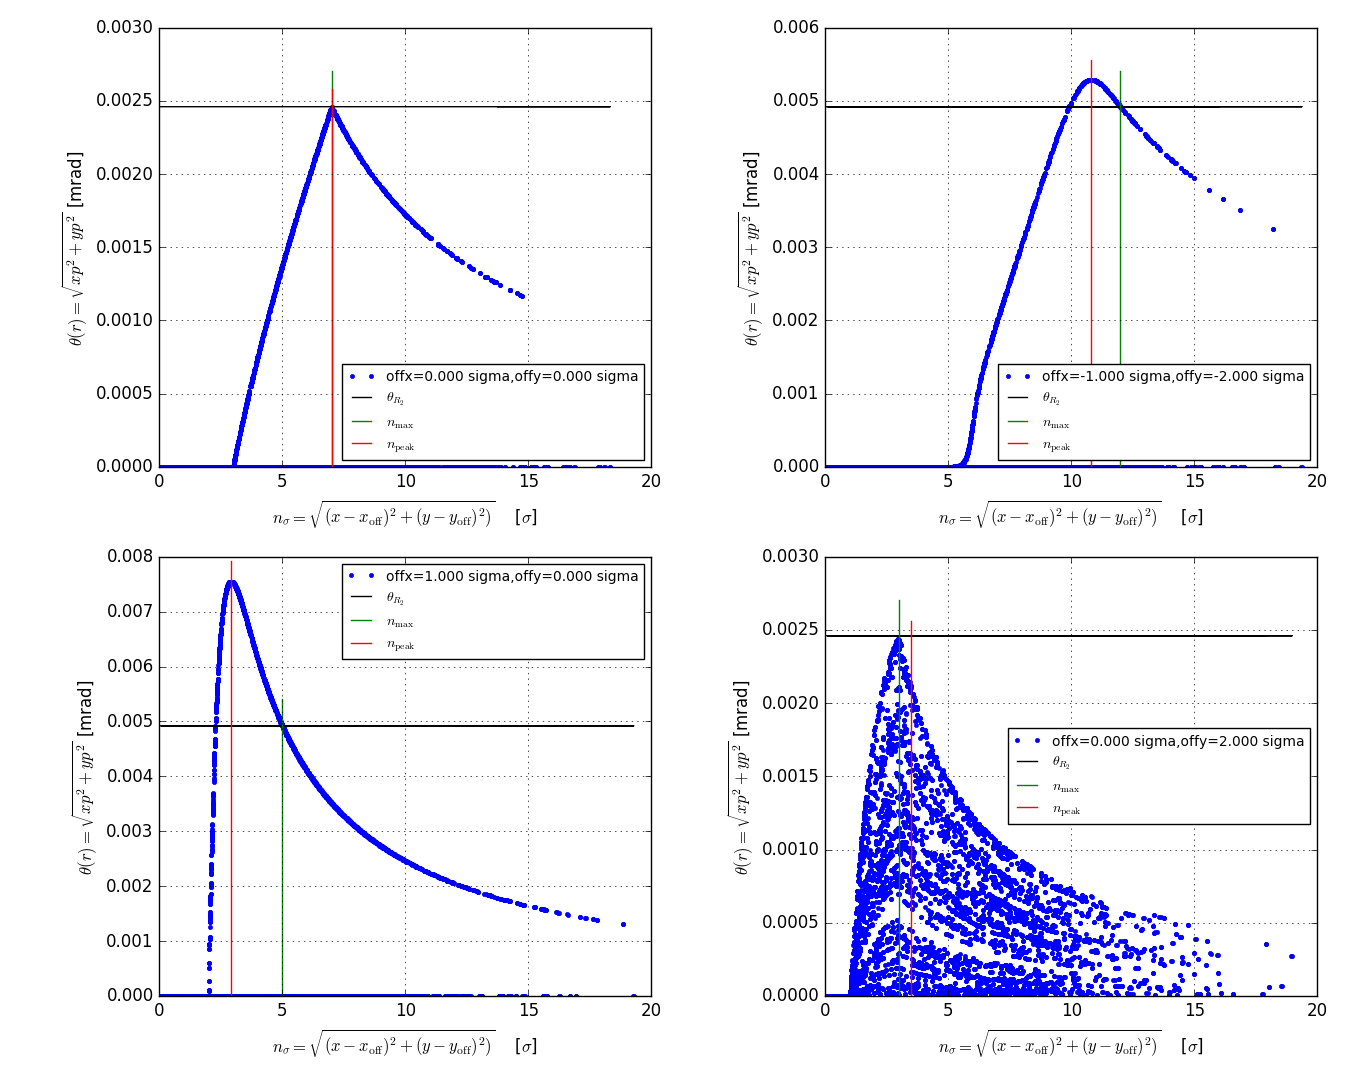 0.0030
0.0025
0.0020
0.0015
0.0010
0.0005
0.0000
0 5 10 15 20
θ(r) = √xp² + yp² [mrad]
nσ = √(x − x_off)² + (y − y_off)²) [σ]
offx=0.000 sigma,offy=0.000 sigma
θ_R₂
n_max
n_peak
0.006
0.005
0.004
0.003
0.002
0.001
0.000
0 5 10 15 20
θ(r) = √xp² + yp² [mrad]
nσ = √(x − x_off)² + (y − y_off)²) [σ]
offx=-1.000 sigma,offy=-2.000 sigma
θ_R₂
n_max
n_peak
0.008
0.007
0.006
0.005
0.004
0.003
0.002
0.001
0.000
0 5 10 15 20
θ(r) = √xp² + yp² [mrad]
nσ = √(x − x_off)² + (y − y_off)²) [σ]
offx=1.000 sigma,offy=0.000 sigma
θ_R₂
n_max
n_peak
0.0030
0.0025
0.0020
0.0015
0.0010
0.0005
0.0000
0 5 10 15 20
θ(r) = √xp² + yp² [mrad]
nσ = √(x − x_off)² + (y − y_off)²) [σ]
offx=0.000 sigma,offy=2.000 sigma
θ_R₂
n_max
n_peak